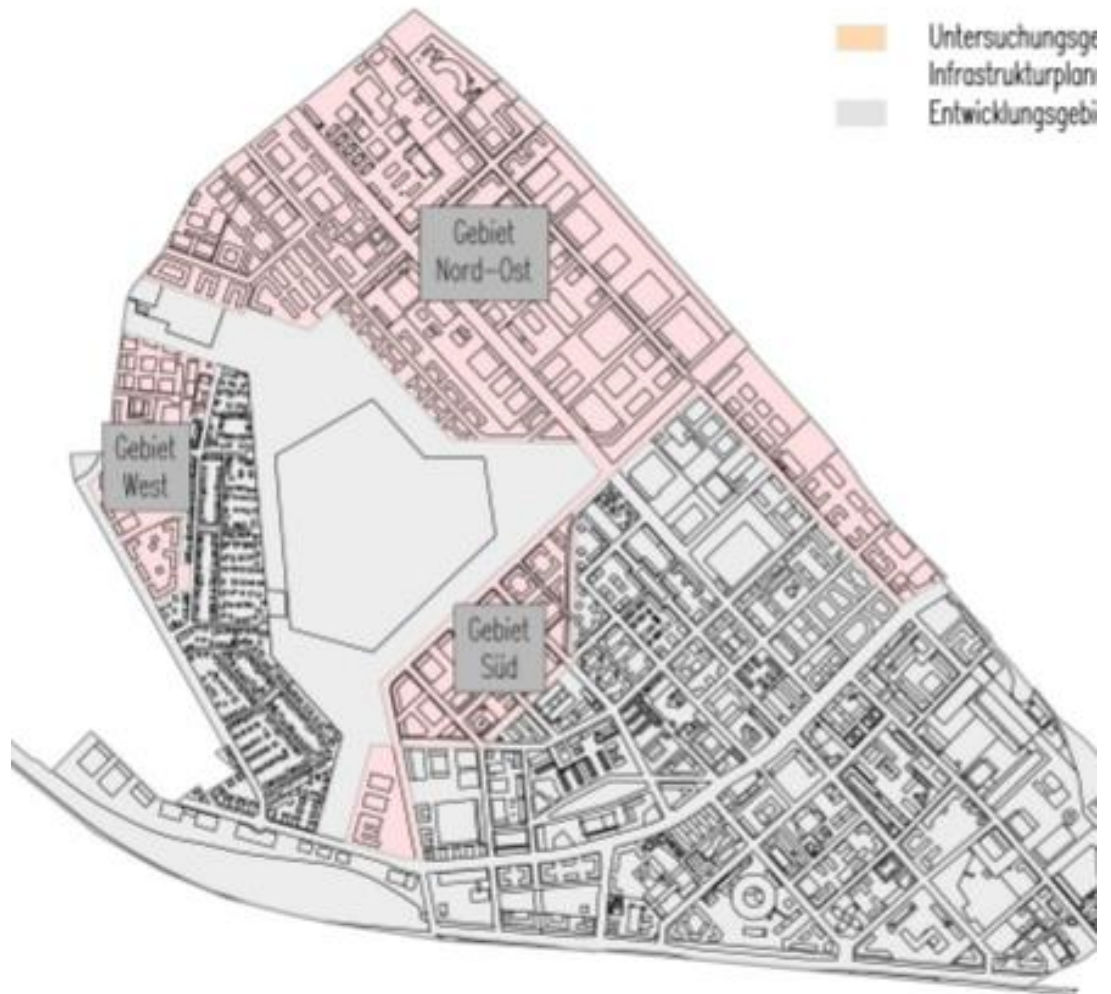 Untersuchungsge
Infrastrukturplan
Entwicklungsgebi
Gebiet
Nord-Ost
Gebiet
West
Gebiet
Süd